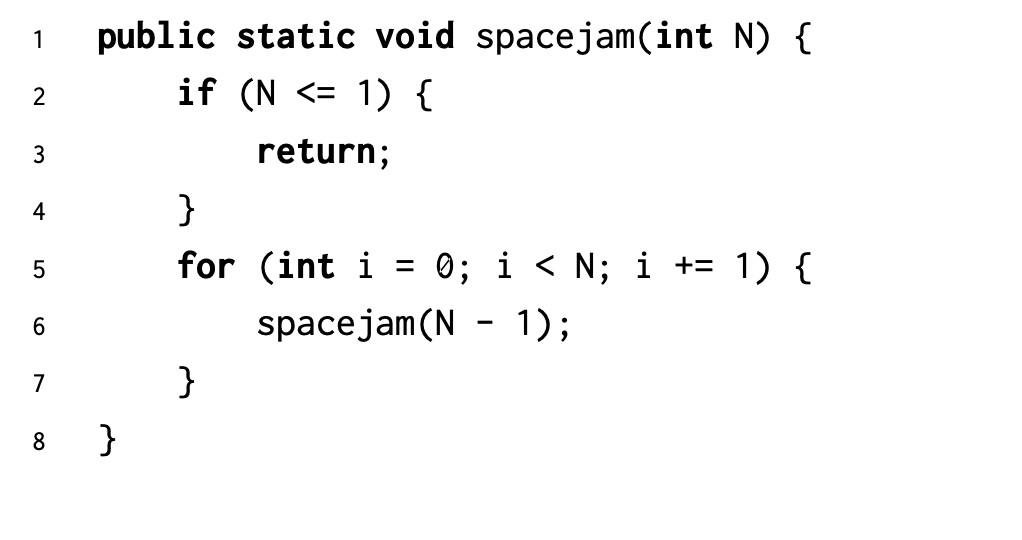 1 public static void spacejam(int N) {
2 if (N <= 1) {
3 return;
4 }
5 for (int i = 0; i < N; i += 1) {
6 spacejam(N - 1);
7 }
8 }